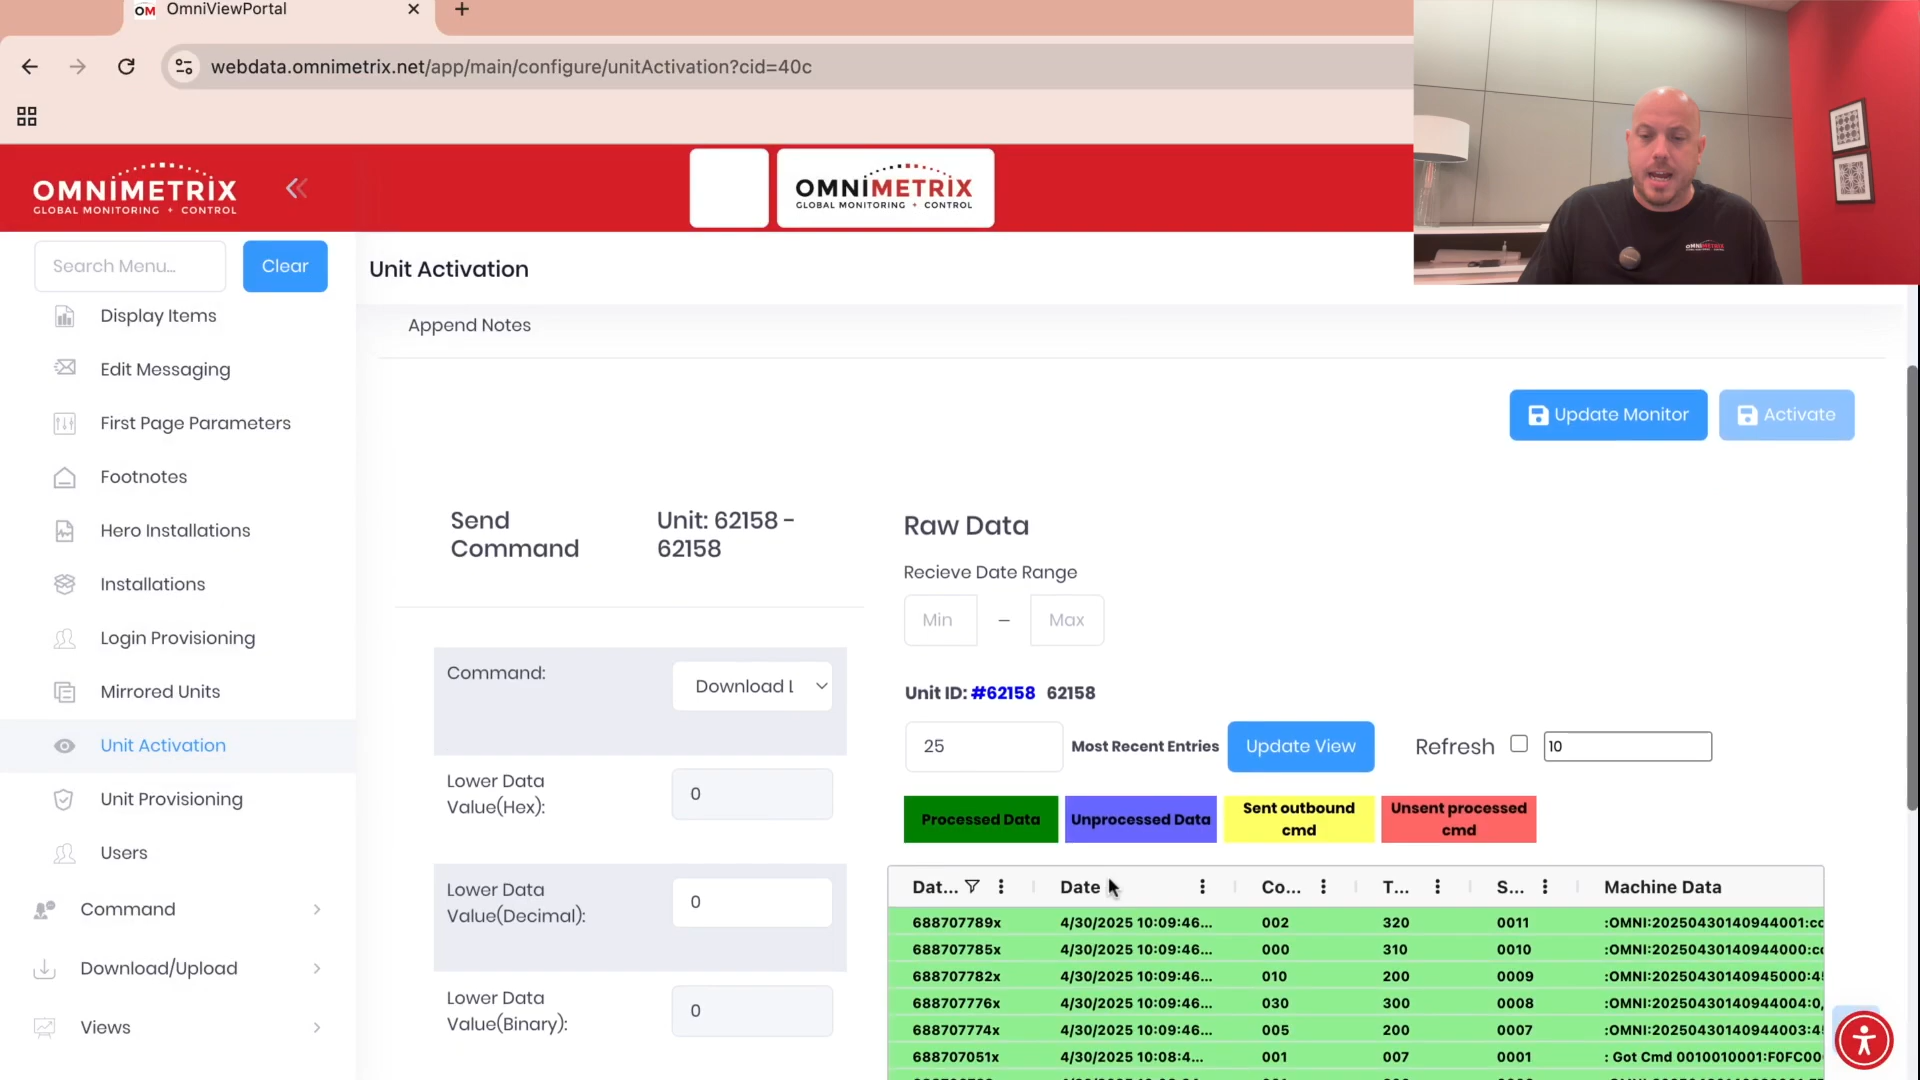 OM OmniViewPortal
webdata.omnimetrix.net/app/main/configure/unitActivation?cid=40c
OMNIMETRIX
GLOBAL MONITORING + CONTROL
OMNIMETRIX
GLOBAL MONITORING + CONTROL
OMNIMETRIX
Search Menu...
Clear
Display Items
Edit Messaging
First Page Parameters
Footnotes
Hero Installations
Installations
Login Provisioning
Mirrored Units
Unit Activation
Unit Provisioning
Users
Command
Download/Upload
Views
Unit Activation
Append Notes
Update Monitor
Activate
Send Command
Unit: 62158 - 62158
Command:
Download L
Lower Data Value(Hex):
0
Lower Data Value(Decimal):
0
Lower Data Value(Binary):
0
Raw Data
Recieve Date Range
Min – Max
Unit ID: #62158 62158
25 Most Recent Entries Update View Refresh 10
Processed Data
Unprocessed Data
Sent outbound cmd
Unsent processed cmd
Dat... Date Co... T... S... Machine Data
688707789x 4/30/2025 10:09:46... 002 320 0011 :OMNI:20250430140944001:cc
688707785x 4/30/2025 10:09:46... 000 310 0010 :OMNI:20250430140944000:cc
688707782x 4/30/2025 10:09:46... 010 200 0009 :OMNI:20250430140945000:4
688707776x 4/30/2025 10:09:46... 030 300 0008 :OMNI:20250430140944004:0,
688707774x 4/30/2025 10:09:46... 005 200 0007 :OMNI:20250430140944003:4
688707051x 4/30/2025 10:08:4... 001 007 0001 : Got Cmd 0010010001:F0FC00